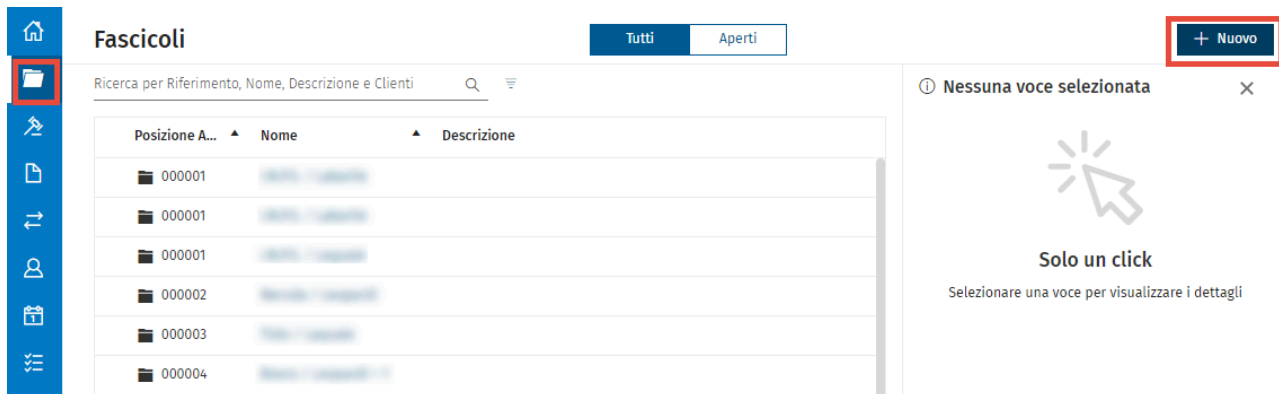 Fascicoli
Tutti
Aperti
+ Nuovo
Ricerca per Riferimento, Nome, Descrizione e Clienti
Nessuna voce selezionata
Posizione A...
Nome
Descrizione
000001
000001
000001
000002
000003
000004
Solo un click
Selezionare una voce per visualizzare i dettagli
1